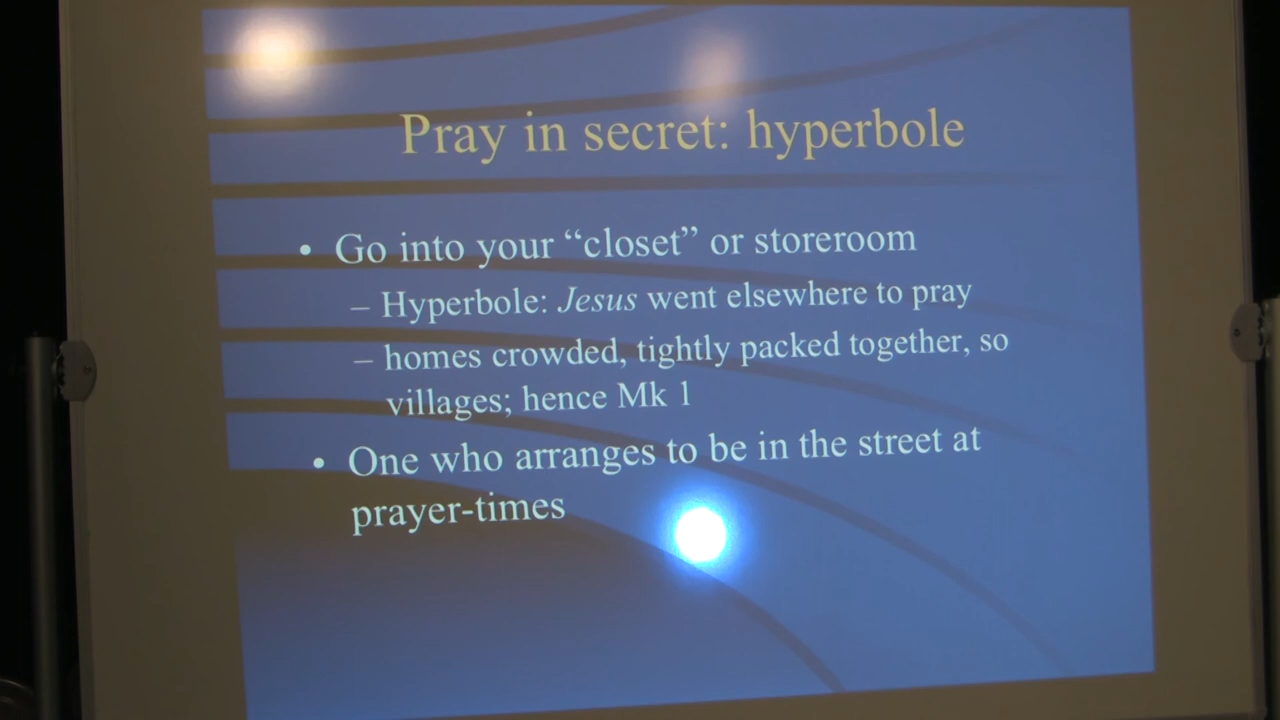 Pray in secret: hyperbole
• Go into your “closet” or storeroom
– Hyperbole: Jesus went elsewhere to pray
– homes crowded, tightly packed together, so
villages; hence Mk 1
• One who arranges to be in the street at
prayer-times